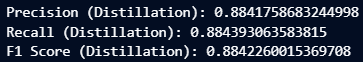 Precision (Distillation): 0.8841758683244998
Recall (Distillation): 0.884393063583815
F1 Score (Distillation): 0.8842260015369708